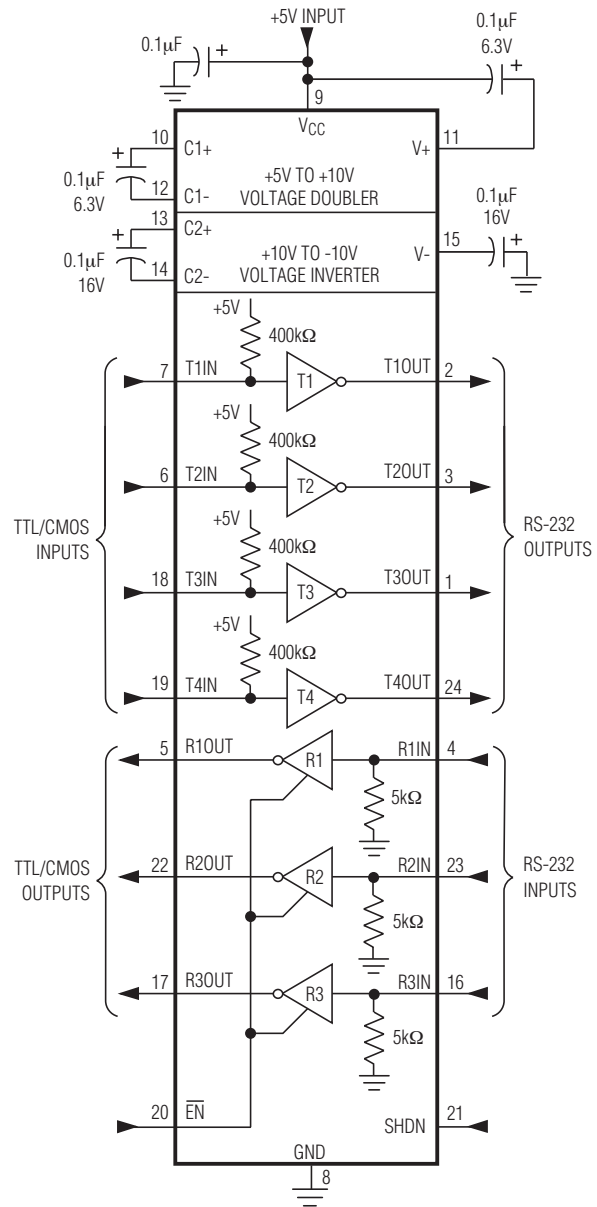 +5V INPUT
0.1μF
+
0.1μF
6.3V
+
9
VCC
10
C1+
V+
11
+
0.1μF
6.3V
+5V TO +10V
VOLTAGE DOUBLER
12
C1-
13
C2+
0.1μF
16V
+
0.1μF
16V
+10V TO -10V
VOLTAGE INVERTER
V-
15
+
14
C2-
+5V
400kΩ
7
T1IN
T1
T1OUT
2
+5V
400kΩ
6
T2IN
T2
T2OUT
3
TTL/CMOS
INPUTS
RS-232
OUTPUTS
+5V
400kΩ
18
T3IN
T3
T3OUT
1
+5V
400kΩ
19
T4IN
T4
T4OUT
24
5
R1OUT
R1
R1IN
4
5kΩ
TTL/CMOS
OUTPUTS
22
R2OUT
R2
R2IN
23
RS-232
INPUTS
5kΩ
17
R3OUT
R3
R3IN
16
5kΩ
20
EN
SHDN
21
GND
8